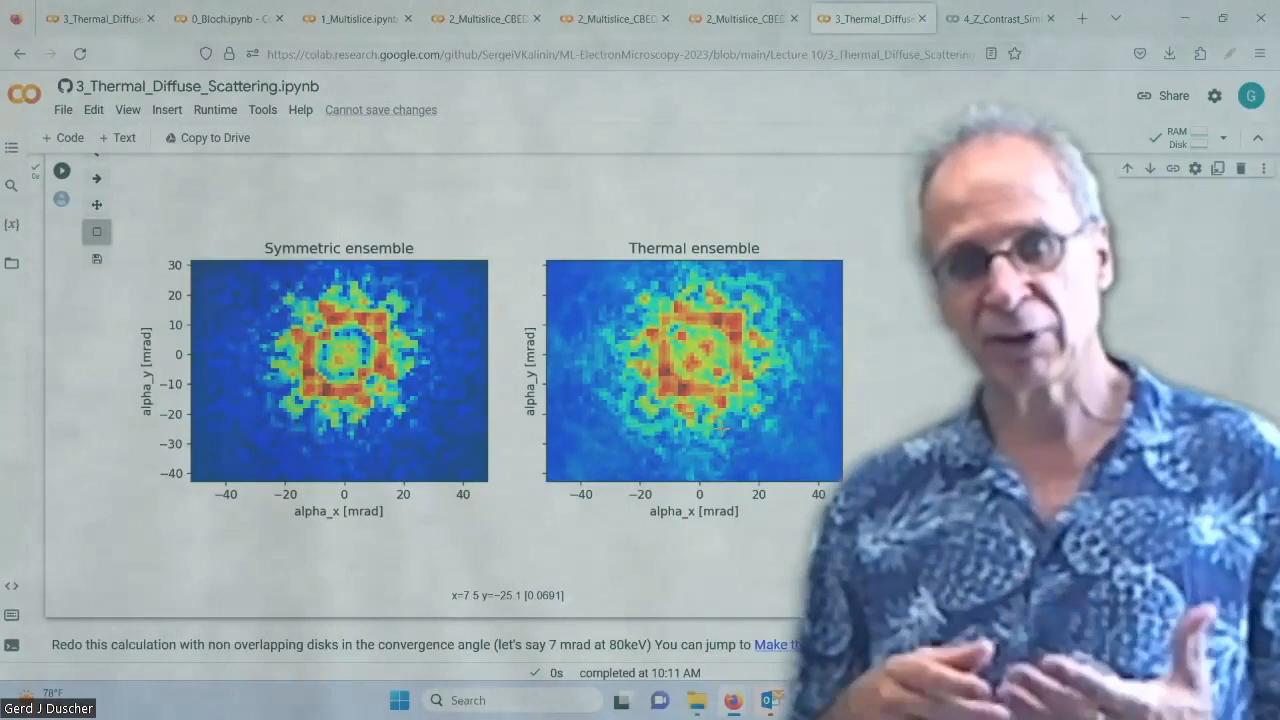 3_Thermal_Diffuse
0_Bloch.ipynb - Co
1_Multislice.ipynb
2_Multislice_CBED
2_Multislice_CBED
2_Multislice_CBED
3_Thermal_Diffuse
4_Z_Contrast_Sim
https://colab.research.google.com/github/SergeiVKalinin/ML-ElectronMicroscopy-2023/blob/main/Lecture 10/3_Thermal_Diffuse_Scattering
3_Thermal_Diffuse_Scattering.ipynb
File Edit View Insert Runtime Tools Help Cannot save changes
Share
G
+ Code + Text Copy to Drive
RAM
Disk
{x}
0s
Symmetric ensemble
30
20
10
0
−10
−20
−30
−40
alpha_y [mrad]
−40 −20 0 20 40
alpha_x [mrad]
Thermal ensemble
alpha_y [mrad]
−40 −20 0 20 40
alpha_x [mrad]
x=7.5 y=−25.1 [0.0691]
Redo this calculation with non overlapping disks in the convergence angle (let's say 7 mrad at 80keV) You can jump to Make th
0s completed at 10:11 AM
78°F
Search
Gerd J Duscher